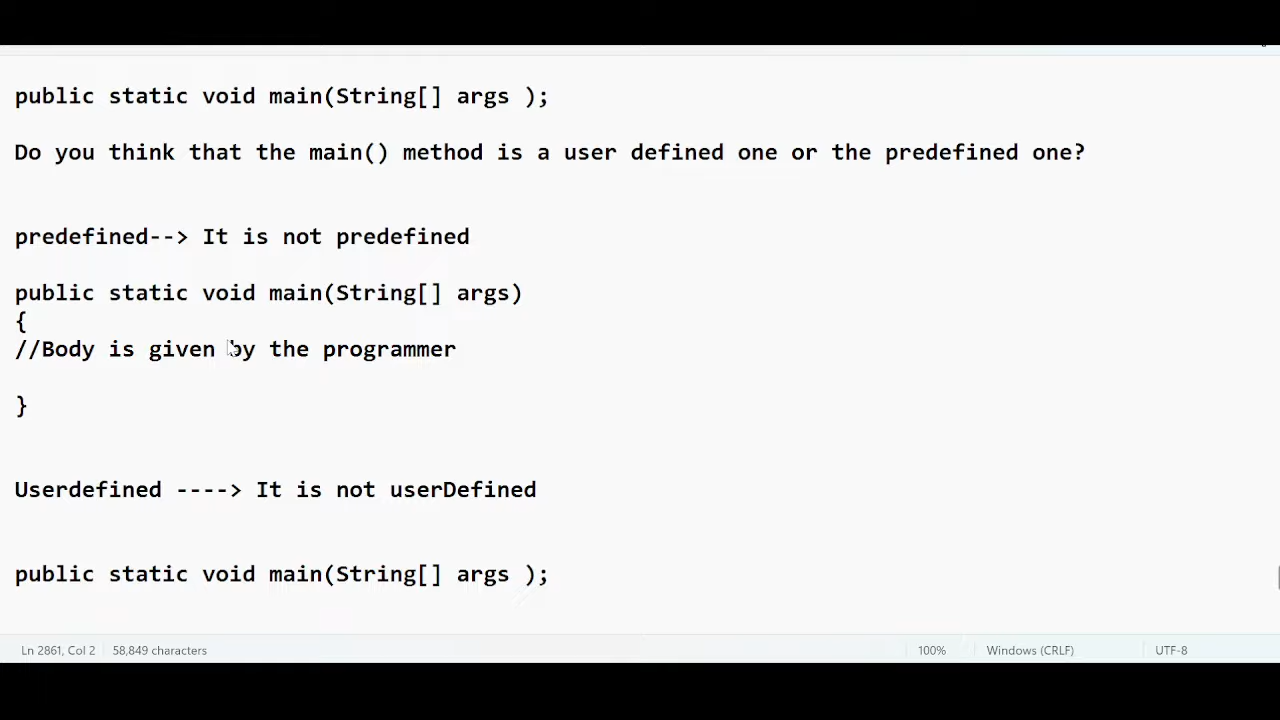 public static void main(String[] args );
Do you think that the main() method is a user defined one or the predefined one?
predefined--> It is not predefined
public static void main(String[] args)
{
//Body is given by the programmer
}
Userdefined ----> It is not userDefined
public static void main(String[] args );
Ln 2861, Col 2 58,849 characters 100% Windows (CRLF) UTF-8